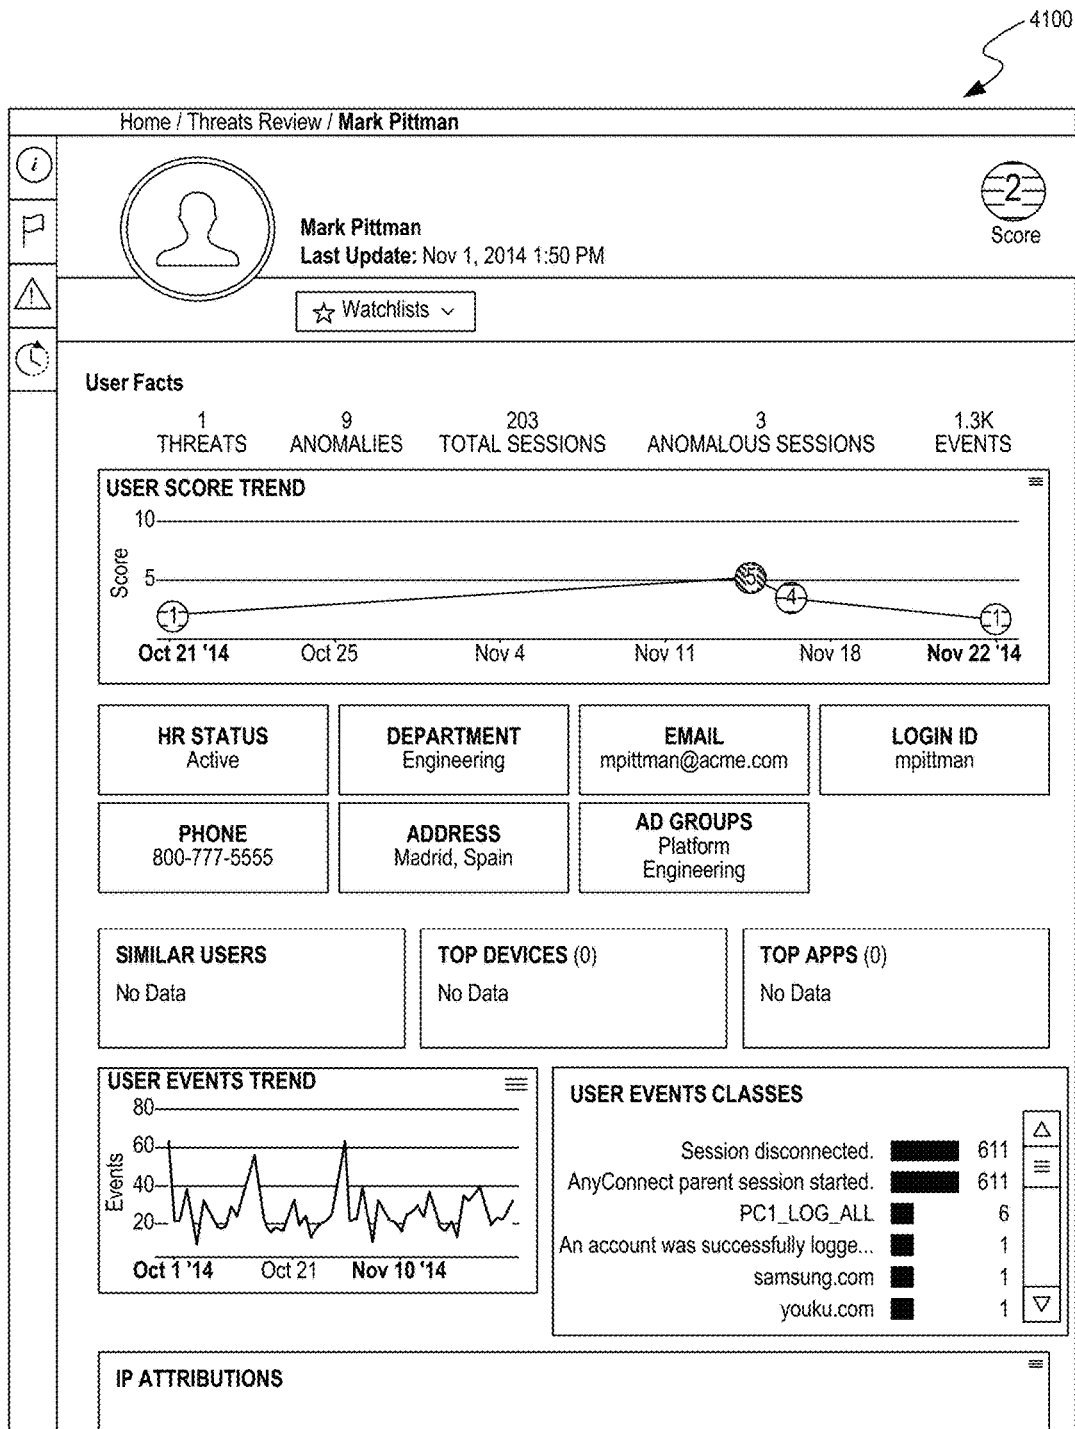 4100
Home / Threats Review / Mark Pittman
i
2
Score
Mark Pittman
Last Update: Nov 1, 2014 1:50 PM
Watchlists
User Facts
1 9 203 3 1.3K
THREATS ANOMALIES TOTAL SESSIONS ANOMALOUS SESSIONS EVENTS
USER SCORE TREND
10
Score
5
1 5 4 1
Oct 21 '14 Oct 25 Nov 4 Nov 11 Nov 18 Nov 22 '14
HR STATUS DEPARTMENT EMAIL LOGIN ID
Active Engineering mpittman@acme.com mpittman
PHONE ADDRESS AD GROUPS
800-777-5555 Madrid, Spain Platform
Engineering
SIMILAR USERS TOP DEVICES (0) TOP APPS (0)
No Data No Data No Data
USER EVENTS TREND
80
60
40
20
Events
Oct 1 '14 Oct 21 Nov 10 '14
USER EVENTS CLASSES
Session disconnected. 611
AnyConnect parent session started. 611
PC1_LOG_ALL 6
An account was successfully logge... 1
samsung.com 1
youku.com 1
IP ATTRIBUTIONS